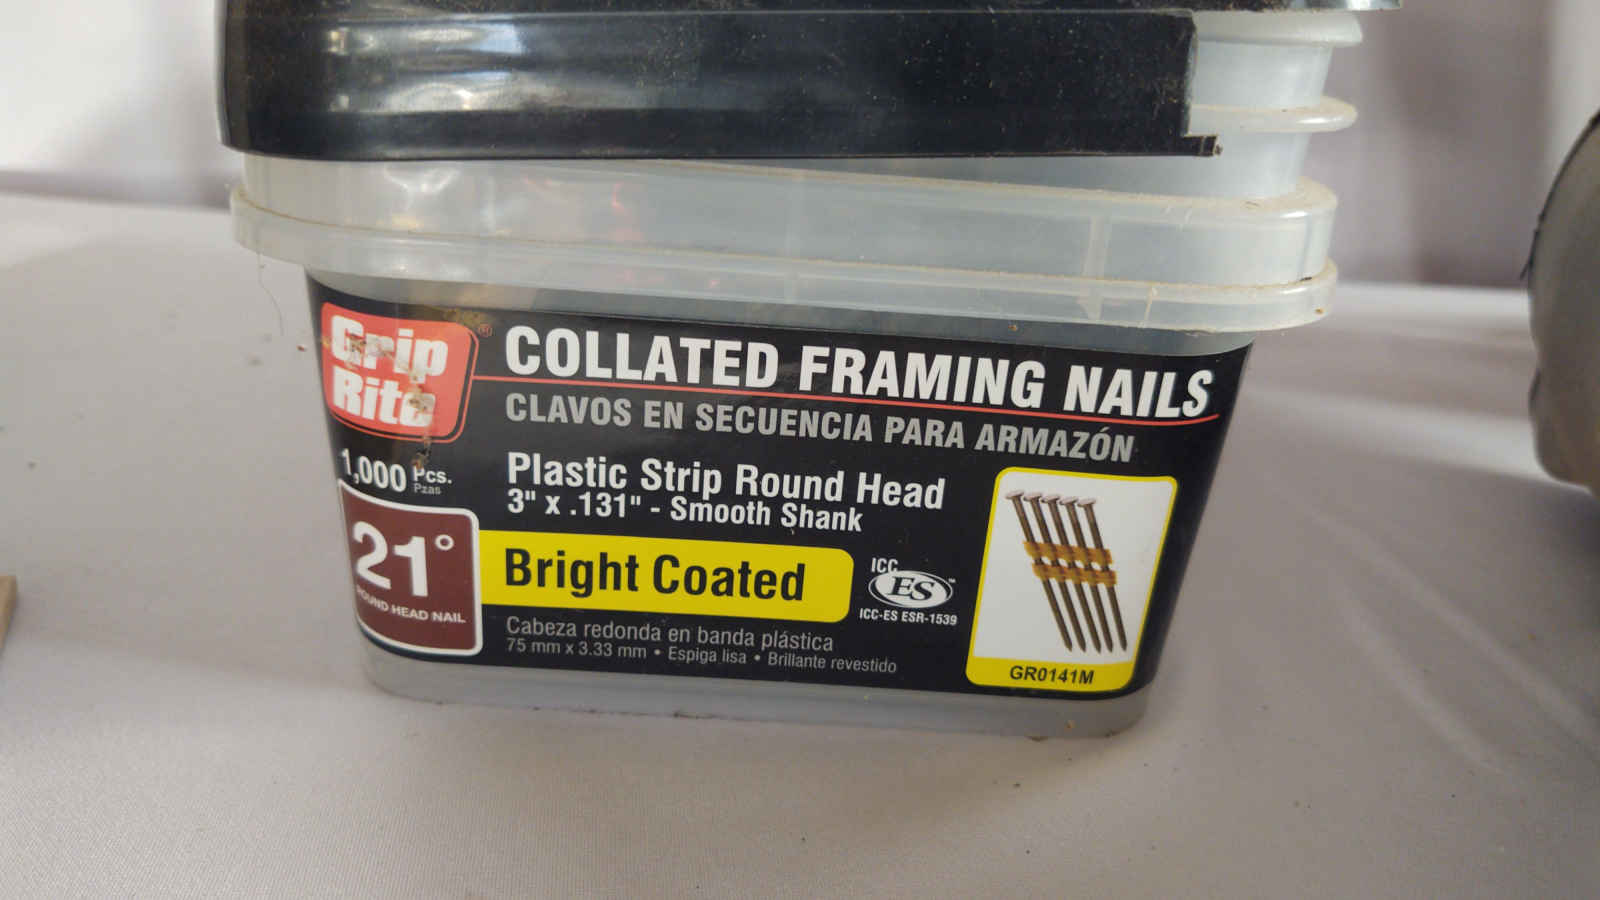 Grip
Rite®
COLLATED FRAMING NAILS
CLAVOS EN SECUENCIA PARA ARMAZÓN
1,000 Pcs.
Pzas
Plastic Strip Round Head
3" x .131" - Smooth Shank
21°
ROUND HEAD NAIL
Bright Coated
ICC
ES™
ICC-ES ESR-1539
Cabeza redonda en banda plástica
75 mm x 3.33 mm • Espiga lisa • Brillante revestido
GR0141M